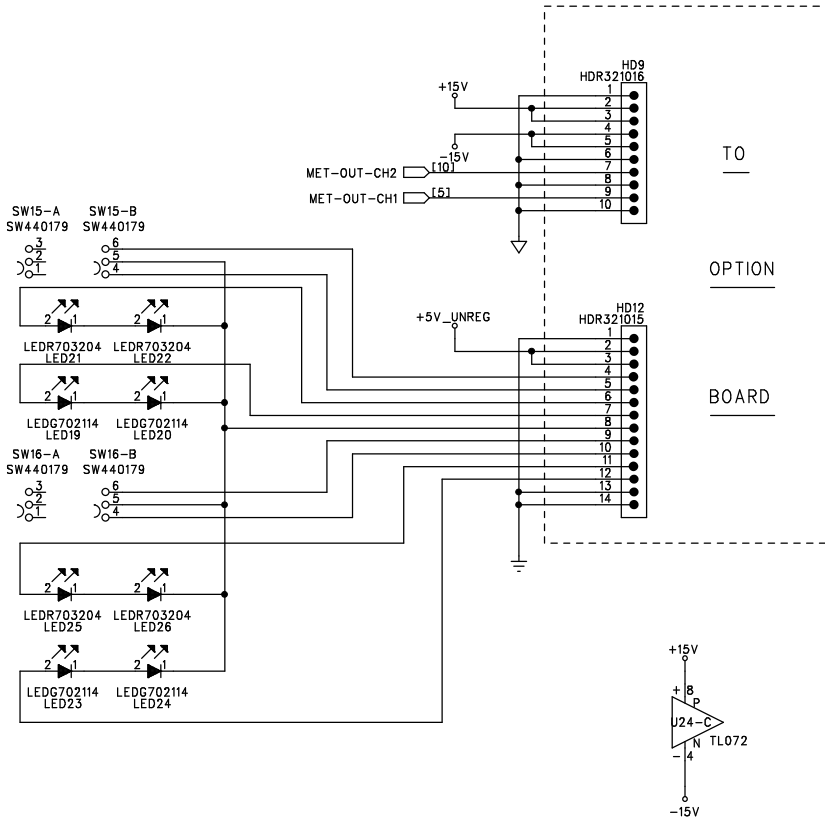 HD9
HDR321016
+15V
1
2
3
4
5
6
7
8
9
10
-15V
MET-OUT-CH2 [10]
MET-OUT-CH1 [5]
TO
OPTION
BOARD
SW15-A SW15-B
SW440179 SW440179
3 6
2 5
1 4
2 1 2 1
LEDR703204 LEDR703204
LED21 LED22
2 1 2 1
LEDG702114 LEDG702114
LED19 LED20
SW16-A SW16-B
SW440179 SW440179
3 6
2 5
1 4
2 1 2 1
LEDR703204 LEDR703204
LED25 LED26
2 1 2 1
LEDG702114 LEDG702114
LED23 LED24
+5V_UNREG
HD12
HDR321015
1
2
3
4
5
6
7
8
9
10
11
12
13
14
+15V
+ 8
P
U24-C
N TL072
- 4
-15V